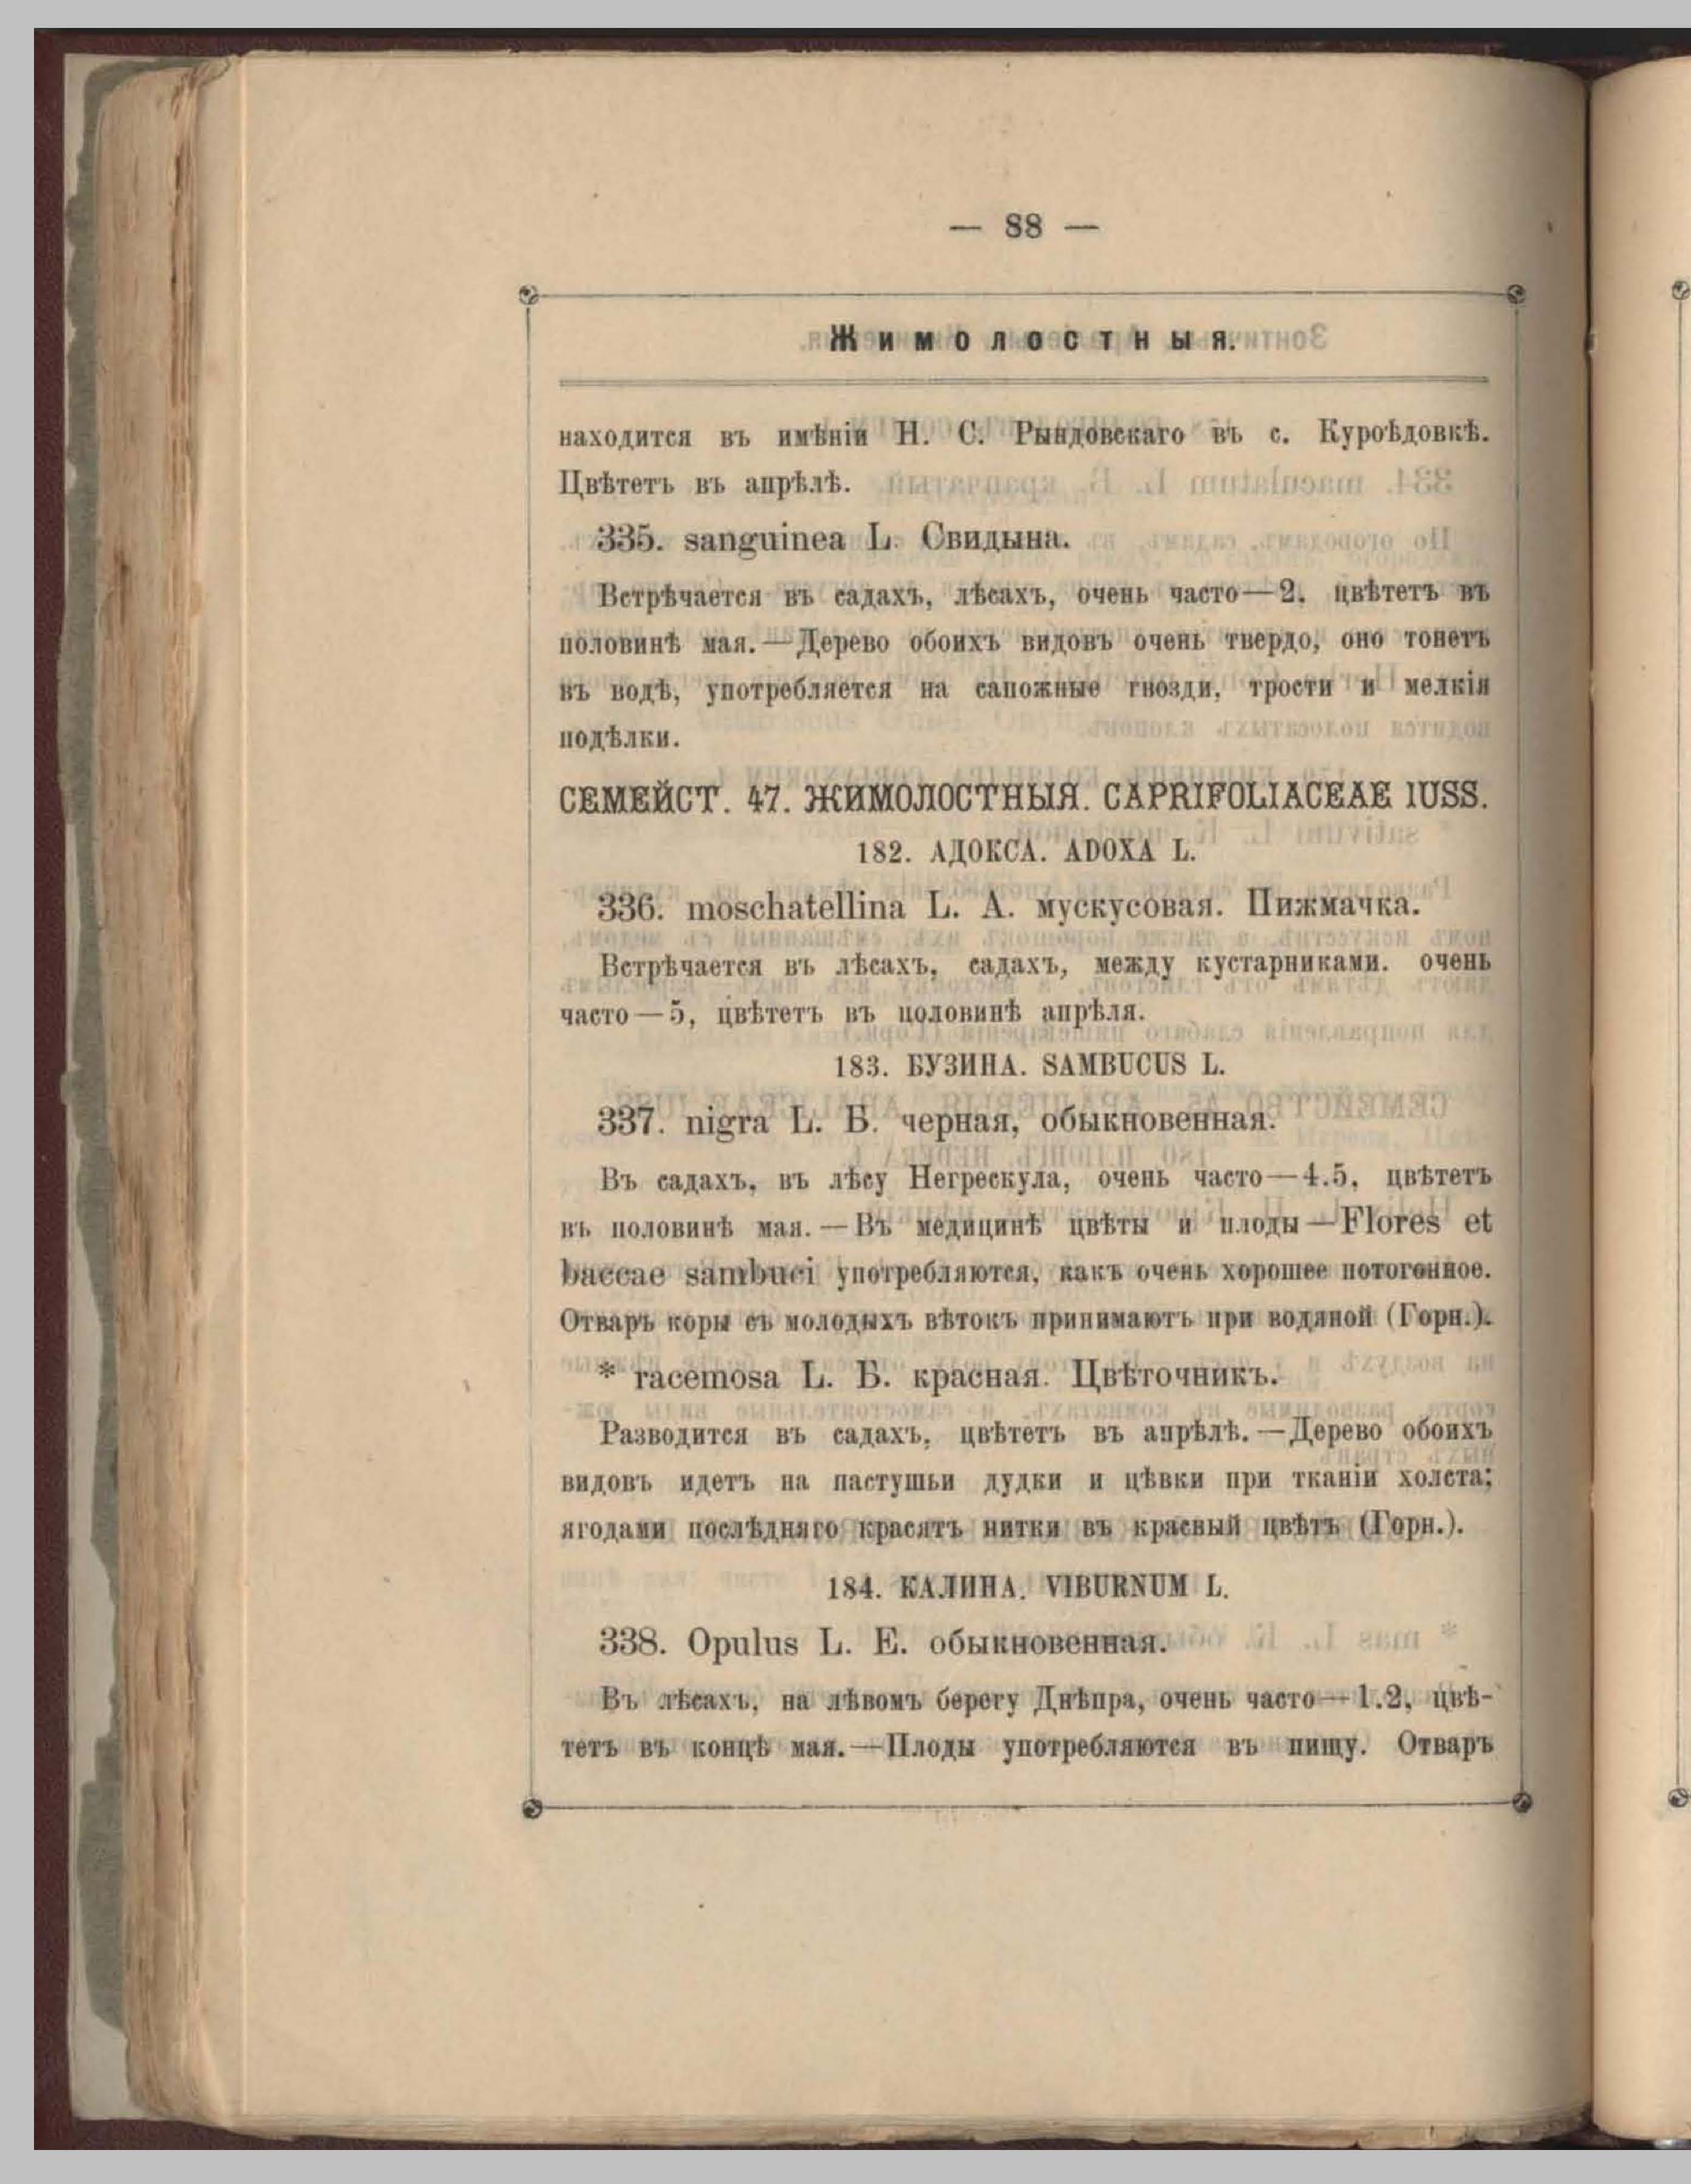 — 88 —
Жимолостныя.
находится въ имѣніи Н. С. Рындовскаго въ с. Куроѣдовкѣ.
Цвѣтетъ въ апрѣлѣ.
335. sanguinea L. Свидына.
Встрѣчается въ садахъ, лѣсахъ, очень часто—2. цвѣтетъ въ
половинѣ мая.—Дерево обоихъ видовъ очень твердо, оно тонетъ
въ водѣ, употребляется на сапожные гвозди, трости и мелкія
подѣлки.
СЕМЕЙСТ. 47. ЖИМОЛОСТНЫЯ. CAPRIFOLIACEAE IUSS.
182. АДОКСА. ADOXA L.
336. moschatellina L. А. мускусовая. Пижмачка.
Встрѣчается въ лѣсахъ, садахъ, между кустарниками. очень
часто—5, цвѣтетъ въ половинѣ апрѣля.
183. БУЗИНА. SAMBUCUS L.
337. nigra L. Б. черная, обыкновенная.
Въ садахъ, въ лѣсу Негрескула, очень часто—4.5, цвѣтетъ
въ половинѣ мая.—Въ медицинѣ цвѣты и плоды—Flores et
baccae sambuci употребляются, какъ очень хорошее потогонное.
Отваръ коры съ молодыхъ вѣтокъ принимаютъ при водяной (Горн.).
* racemosa L. Б. красная. Цвѣточникъ.
Разводится въ садахъ, цвѣтетъ въ апрѣлѣ.—Дерево обоихъ
видовъ идетъ на пастушьи дудки и цѣвки при тканіи холста;
ягодами послѣдняго красятъ нитки въ красвый цвѣтъ (Горн.).
184. КАЛИНА. VIBURNUM L.
338. Opulus L. Е. обыкновенная.
Въ лѣсахъ, на лѣвомъ берегу Днѣпра, очень часто—1.2, цвѣ-
тетъ въ концѣ мая.—Плоды употребляются въ пищу. Отваръ